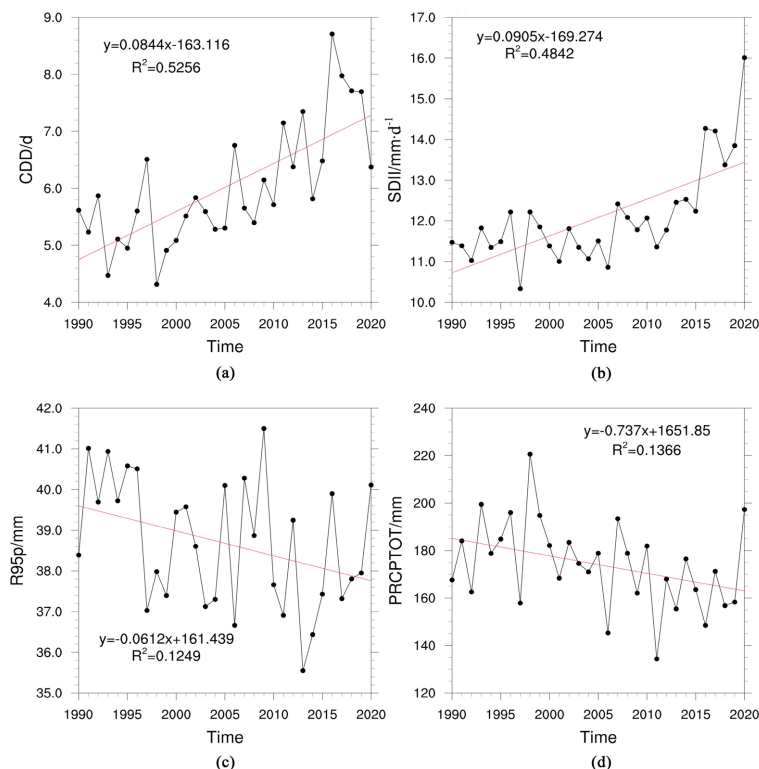 9.0
8.0
7.0
6.0
5.0
4.0
CDD/d
y=0.0844x-163.116
R²=0.5256
1990 1995 2000 2005 2010 2015 2020
Time
(a)
17.0
16.0
15.0
14.0
13.0
12.0
11.0
10.0
SDII/mm·d⁻¹
y=0.0905x-169.274
R²=0.4842
1990 1995 2000 2005 2010 2015 2020
Time
(b)
42.0
41.0
40.0
39.0
38.0
37.0
36.0
35.0
R95p/mm
y=-0.0612x+161.439
R²=0.1249
1990 1995 2000 2005 2010 2015 2020
Time
(c)
240
220
200
180
160
140
120
PRCPTOT/mm
y=-0.737x+1651.85
R²=0.1366
1990 1995 2000 2005 2010 2015 2020
Time
(d)